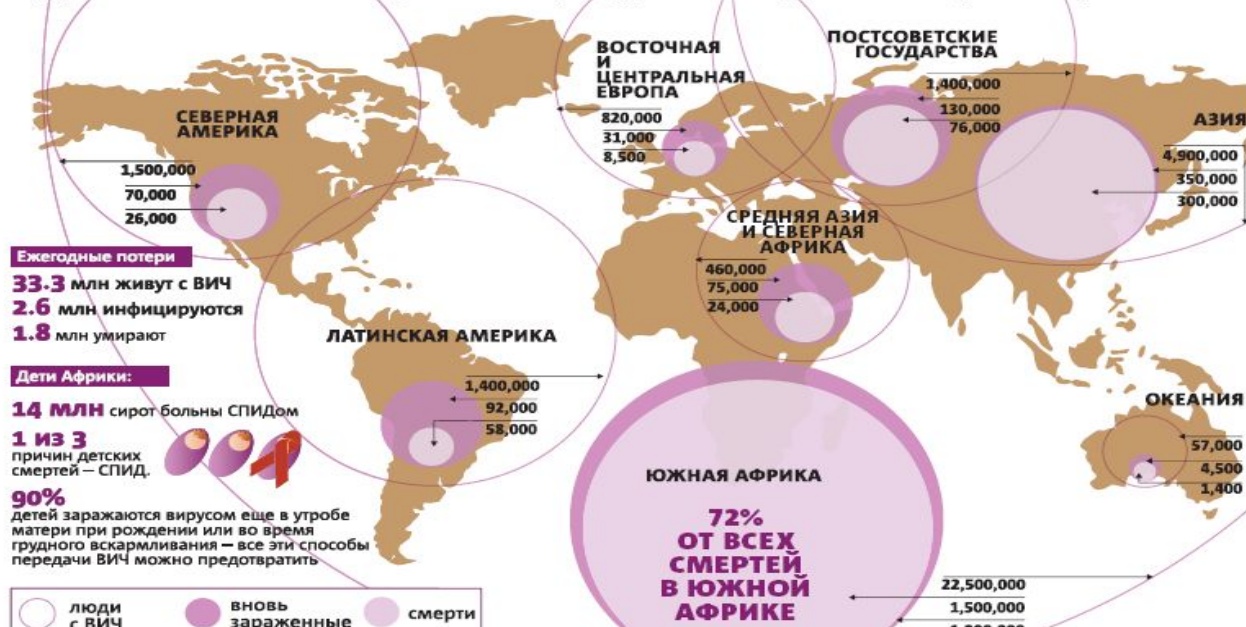 СЕВЕРНАЯ
АМЕРИКА
1,500,000
70,000
26,000
ВОСТОЧНАЯ
И
ЦЕНТРАЛЬНАЯ
ЕВРОПА
820,000
31,000
8,500
ПОСТСОВЕТСКИЕ
ГОСУДАРСТВА
1,400,000
130,000
76,000
АЗИЯ
4,900,000
350,000
300,000
СРЕДНЯЯ АЗИЯ
И СЕВЕРНАЯ
АФРИКА
460,000
75,000
24,000
Ежегодные потери
33.3 млн живут с ВИЧ
2.6 млн инфицируются
1.8 млн умирают
ЛАТИНСКАЯ АМЕРИКА
1,400,000
92,000
58,000
Дети Африки:
14 МЛН сирот больны СПИДом
1 из 3
причин детских
смертей – СПИД.
90%
детей заражаются вирусом еще в утробе
матери при рождении или во время
грудного вскармливания – все эти способы
передачи ВИЧ можно предотвратить
ОКЕАНИЯ
57,000
4,500
1,400
ЮЖНАЯ АФРИКА
72%
ОТ ВСЕХ
СМЕРТЕЙ
В ЮЖНОЙ
АФРИКЕ
22,500,000
1,500,000
люди
с ВИЧ
вновь
зараженные
смерти